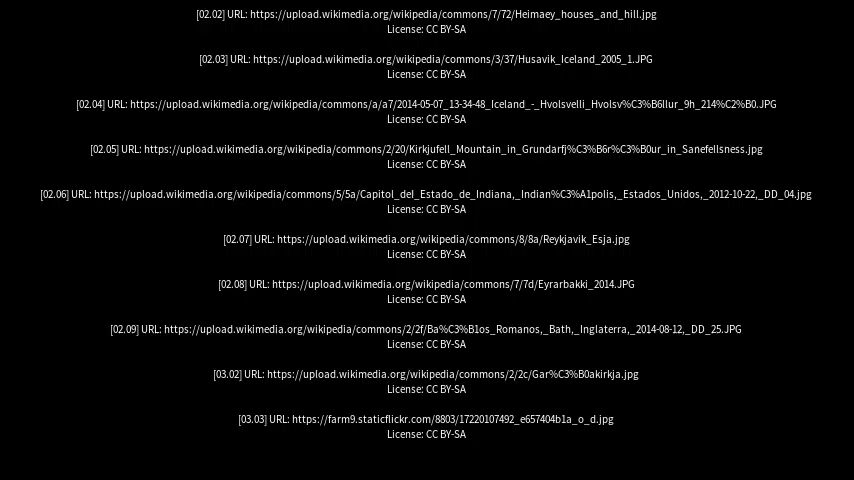 [02.02] URL: https://upload.wikimedia.org/wikipedia/commons/7/72/Heimaey_houses_and_hill.jpg
License: CC BY-SA
[02.03] URL: https://upload.wikimedia.org/wikipedia/commons/3/37/Husavik_Iceland_2005_1.JPG
License: CC BY-SA
[02.04] URL: https://upload.wikimedia.org/wikipedia/commons/a/a7/2014-05-07_13-34-48_Iceland_-_Hvolsvelli_Hvolsv%C3%B6llur_9h_214%C2%B0.JPG
License: CC BY-SA
[02.05] URL: https://upload.wikimedia.org/wikipedia/commons/2/20/Kirkjufell_Mountain_in_Grundarfj%C3%B6r%C3%B0ur_in_Sanefellsness.jpg
License: CC BY-SA
[02.06] URL: https://upload.wikimedia.org/wikipedia/commons/5/5a/Capitol_del_Estado_de_Indiana,_Indian%C3%A1polis,_Estados_Unidos,_2012-10-22,_DD_04.jpg
License: CC BY-SA
[02.07] URL: https://upload.wikimedia.org/wikipedia/commons/8/8a/Reykjavik_Esja.jpg
License: CC BY-SA
[02.08] URL: https://upload.wikimedia.org/wikipedia/commons/7/7d/Eyrarbakki_2014.JPG
License: CC BY-SA
[02.09] URL: https://upload.wikimedia.org/wikipedia/commons/2/2f/Ba%C3%B1os_Romanos,_Bath,_Inglaterra,_2014-08-12,_DD_25.JPG
License: CC BY-SA
[03.02] URL: https://upload.wikimedia.org/wikipedia/commons/2/2c/Gar%C3%B0akirkja.jpg
License: CC BY-SA
[03.03] URL: https://farm9.staticflickr.com/8803/17220107492_e657404b1a_o_d.jpg
License: CC BY-SA